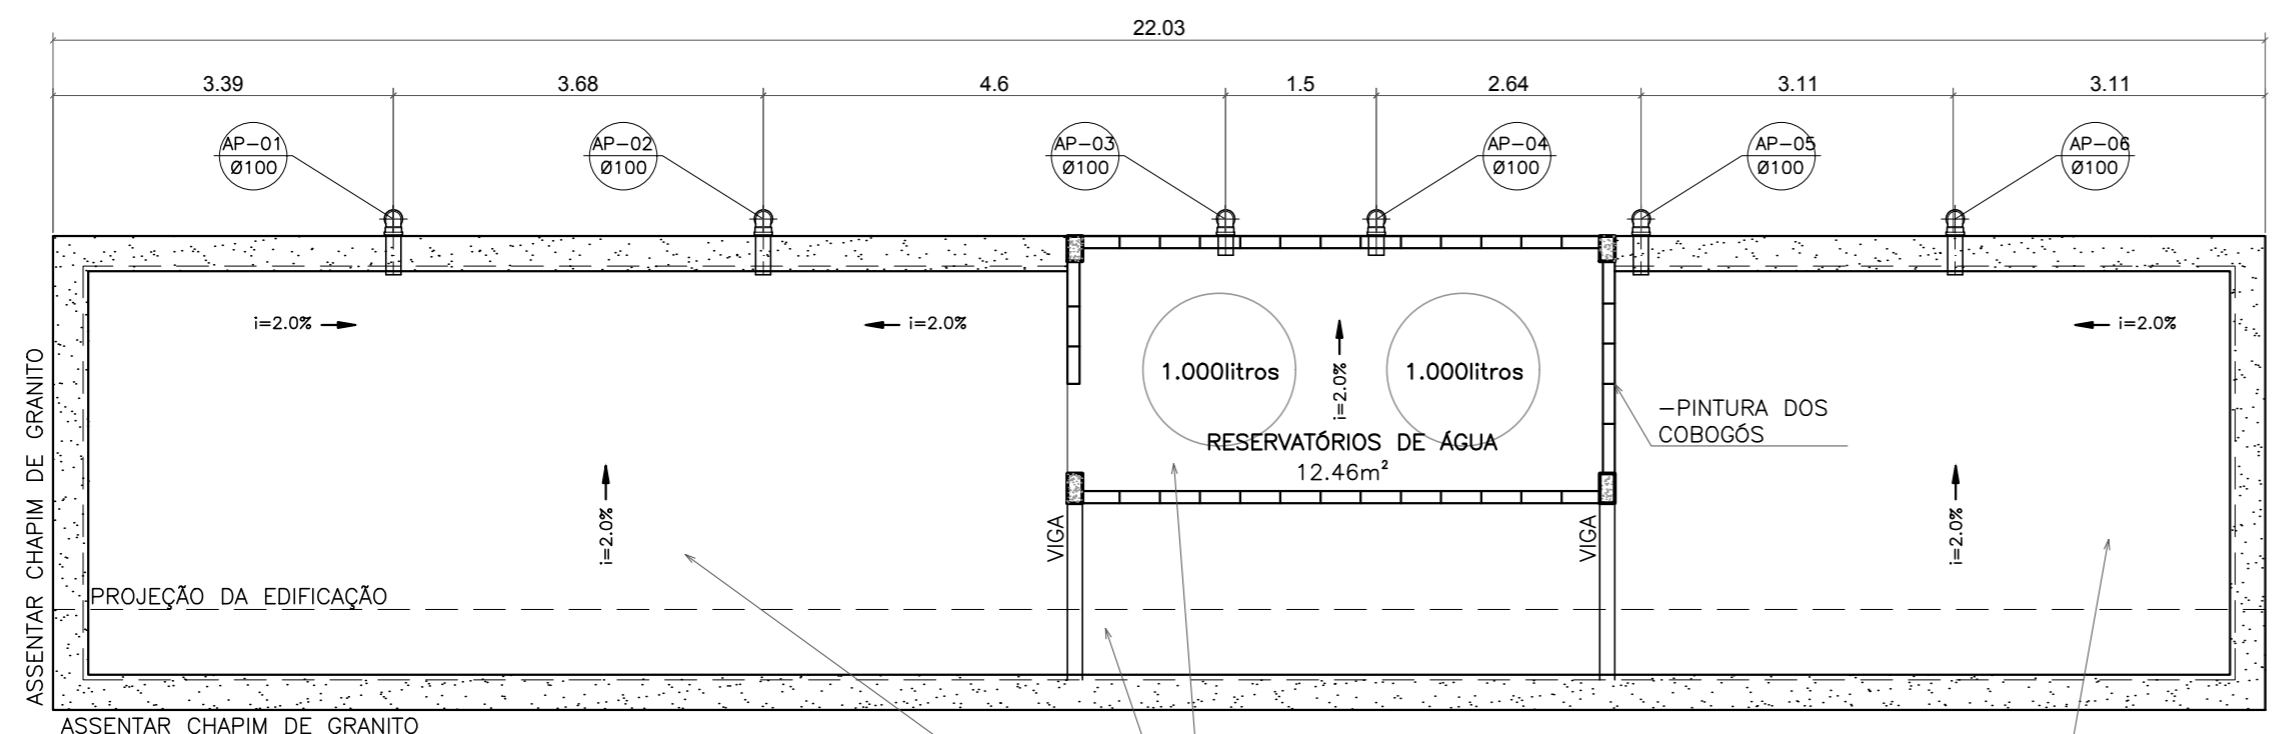 22.03
3.39
3.68
4.6
1.5
2.64
3.11
3.11
AP-01
Ø100
AP-02
Ø100
AP-03
Ø100
AP-04
Ø100
AP-05
Ø100
AP-06
Ø100
i=2.0%
i=2.0%
i=2.0%
1.000litros
i=2.0%
1.000litros
-PINTURA DOS
COBOGÓS
RESERVATÓRIOS DE ÁGUA
12.46m²
i=2.0%
VIGA
VIGA
i=2.0%
PROJEÇÃO DA EDIFICAÇÃO
ASSENTAR CHAPIM DE GRANITO
ASSENTAR CHAPIM DE GRANITO